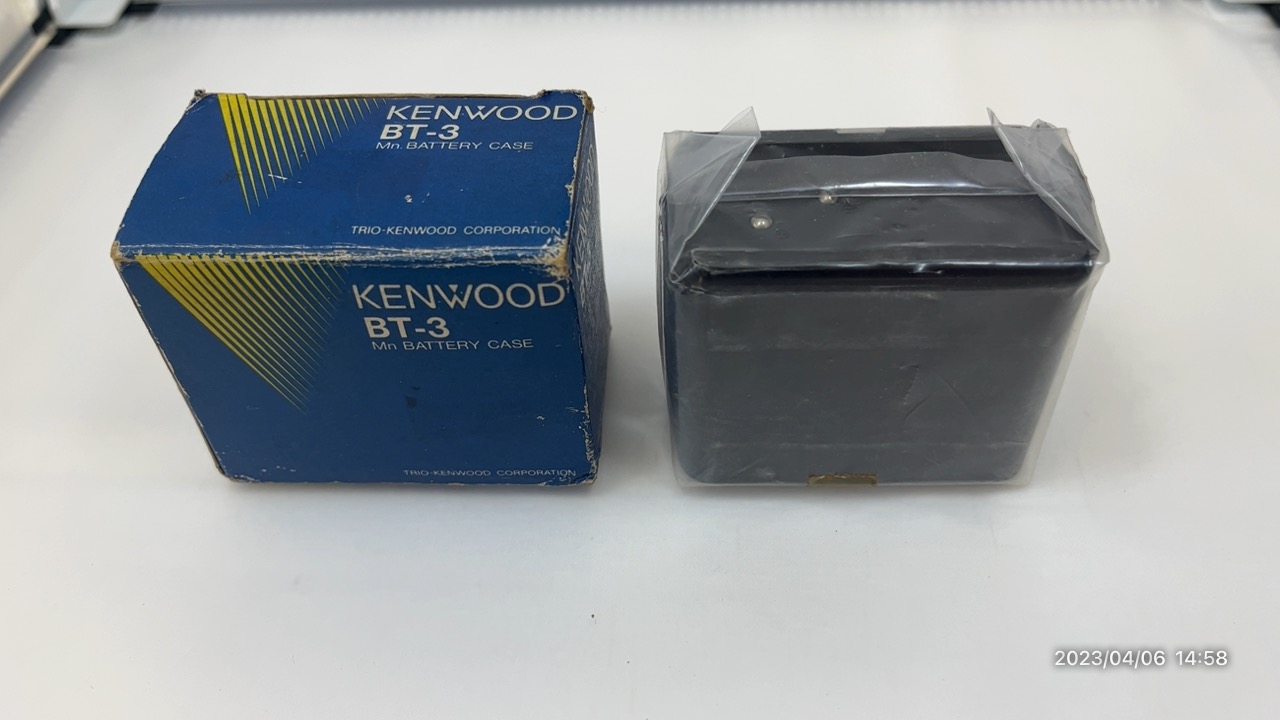 KENWOOD
BT-3
Mn. BATTERY CASE
TRIO-KENWOOD CORPORATION
KENWOOD
BT-3
Mn BATTERY CASE
TRIO-KENWOOD CORPORATION
2023/04/06 14:58